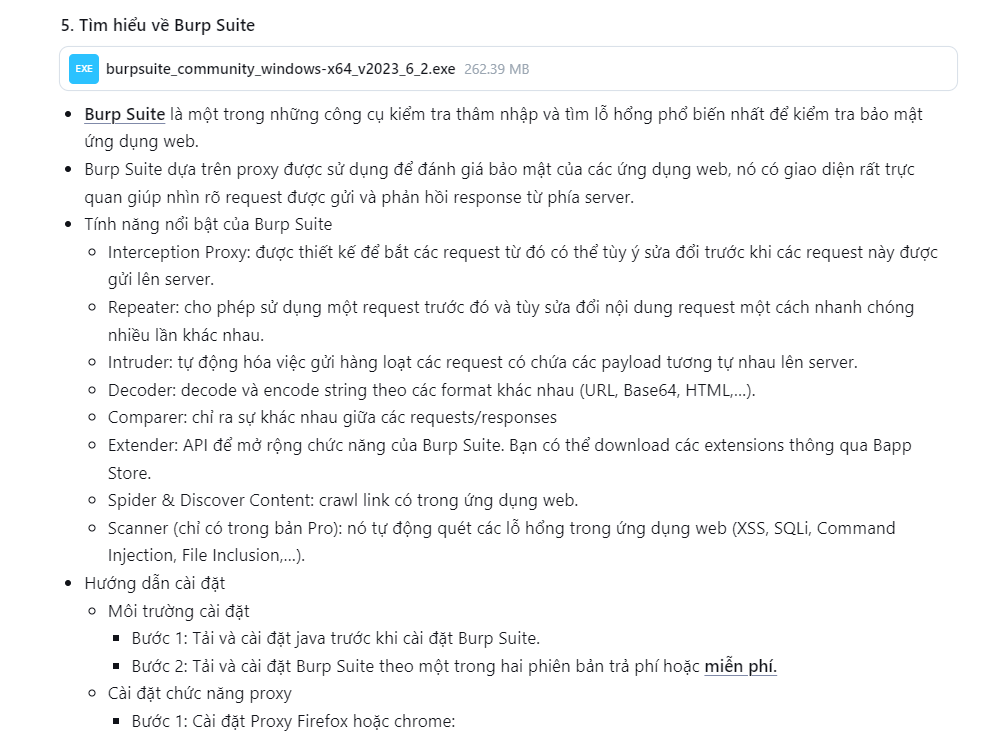 5. Tìm hiểu về Burp Suite
EXE burpsuite_community_windows-x64_v2023_6_2.exe 262.39 MB
• Burp Suite là một trong những công cụ kiểm tra thâm nhập và tìm lỗ hổng phổ biến nhất để kiểm tra bảo mật
ứng dụng web.
• Burp Suite dựa trên proxy được sử dụng để đánh giá bảo mật của các ứng dụng web, nó có giao diện rất trực
quan giúp nhìn rõ request được gửi và phản hồi response từ phía server.
• Tính năng nổi bật của Burp Suite
◦ Interception Proxy: được thiết kế để bắt các request từ đó có thể tùy ý sửa đổi trước khi các request này được
gửi lên server.
◦ Repeater: cho phép sử dụng một request trước đó và tùy sửa đổi nội dung request một cách nhanh chóng
nhiều lần khác nhau.
◦ Intruder: tự động hóa việc gửi hàng loạt các request có chứa các payload tương tự nhau lên server.
◦ Decoder: decode và encode string theo các format khác nhau (URL, Base64, HTML,...).
◦ Comparer: chỉ ra sự khác nhau giữa các requests/responses
◦ Extender: API để mở rộng chức năng của Burp Suite. Bạn có thể download các extensions thông qua Bapp
Store.
◦ Spider & Discover Content: crawl link có trong ứng dụng web.
◦ Scanner (chỉ có trong bản Pro): nó tự động quét các lỗ hổng trong ứng dụng web (XSS, SQLi, Command
Injection, File Inclusion,...).
• Hướng dẫn cài đặt
◦ Môi trường cài đặt
▪ Bước 1: Tải và cài đặt java trước khi cài đặt Burp Suite.
▪ Bước 2: Tải và cài đặt Burp Suite theo một trong hai phiên bản trả phí hoặc miễn phí.
◦ Cài đặt chức năng proxy
▪ Bước 1: Cài đặt Proxy Firefox hoặc chrome: